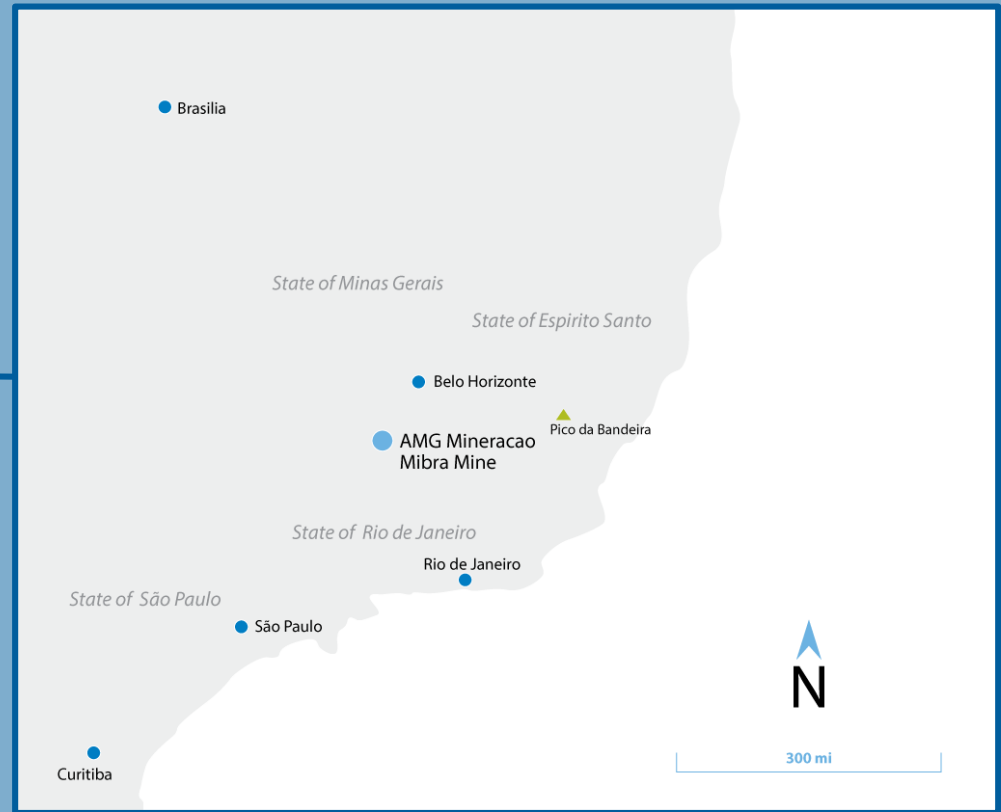 Brasilia
State of Minas Gerais
State of Espirito Santo
Belo Horizonte
Pico da Bandeira
AMG Mineracao
Mibra Mine
State of Rio de Janeiro
Rio de Janeiro
State of São Paulo
São Paulo
N
Curitiba
300 mi